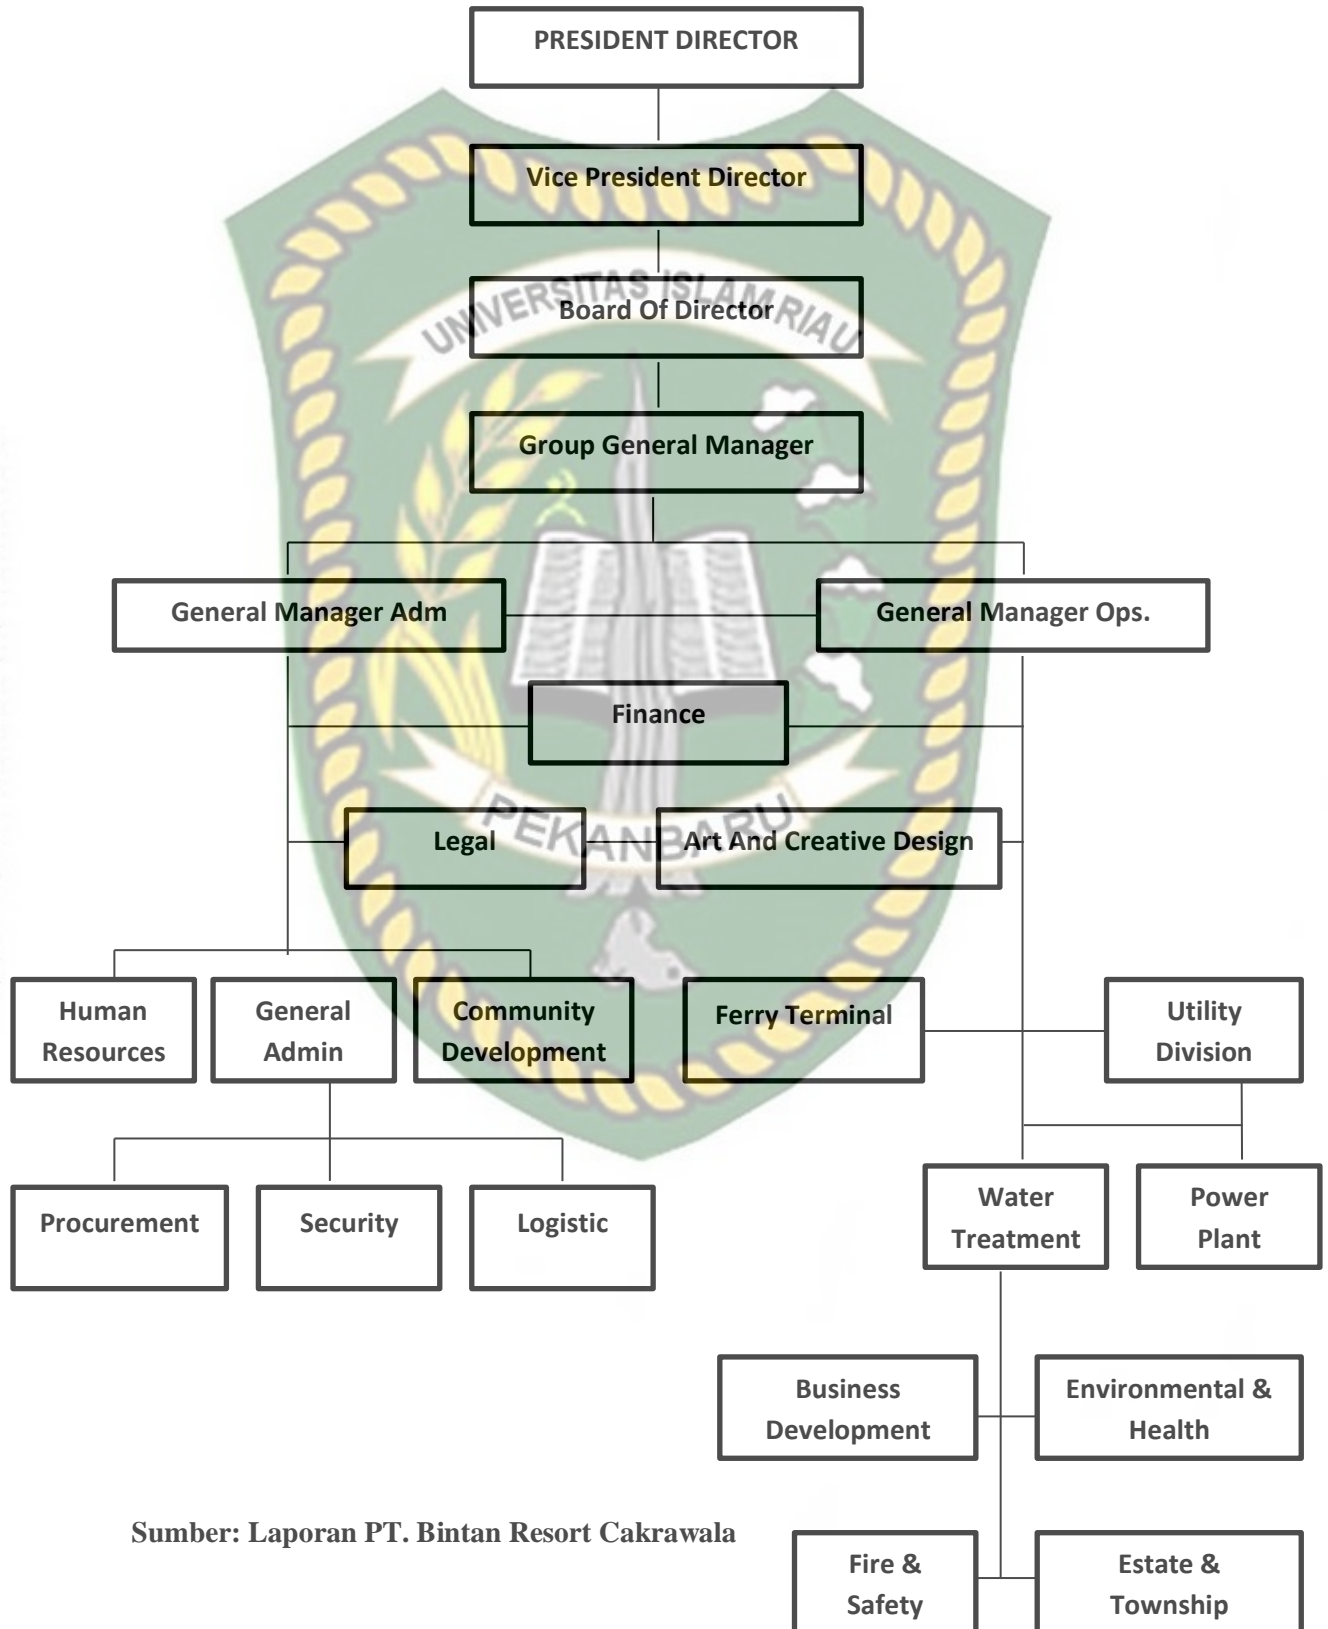 PRESIDENT DIRECTOR
Vice President Director
UNIVERSITAS ISLAM RIAU
Board Of Director
Group General Manager
General Manager Adm
General Manager Ops.
Finance
PEKANBARU
Legal
Art And Creative Design
Human
Resources
General
Admin
Community
Development
Ferry Terminal
Utility
Division
Procurement
Security
Logistic
Water
Treatment
Power
Plant
Business
Development
Environmental &
Health
Sumber: Laporan PT. Bintan Resort Cakrawala
Fire &
Safety
Estate &
Township